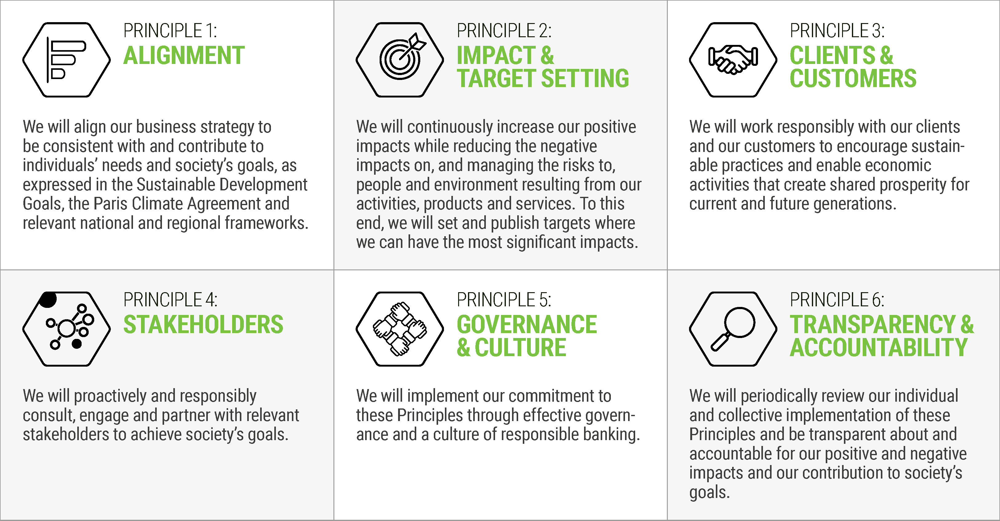 PRINCIPLE 1:
ALIGNMENT
We will align our business strategy to
be consistent with and contribute to
individuals’ needs and society’s goals, as
expressed in the Sustainable Development
Goals, the Paris Climate Agreement and
relevant national and regional frameworks.
PRINCIPLE 2:
IMPACT &
TARGET SETTING
We will continuously increase our positive
impacts while reducing the negative
impacts on, and managing the risks to,
people and environment resulting from our
activities, products and services. To this
end, we will set and publish targets where
we can have the most significant impacts.
PRINCIPLE 3:
CLIENTS &
CUSTOMERS
We will work responsibly with our clients
and our customers to encourage sustain-
able practices and enable economic
activities that create shared prosperity for
current and future generations.
PRINCIPLE 4:
STAKEHOLDERS
We will proactively and responsibly
consult, engage and partner with relevant
stakeholders to achieve society’s goals.
PRINCIPLE 5:
GOVERNANCE
& CULTURE
We will implement our commitment to
these Principles through effective govern-
ance and a culture of responsible banking.
PRINCIPLE 6:
TRANSPARENCY &
ACCOUNTABILITY
We will periodically review our individual
and collective implementation of these
Principles and be transparent about and
accountable for our positive and negative
impacts and our contribution to society’s
goals.